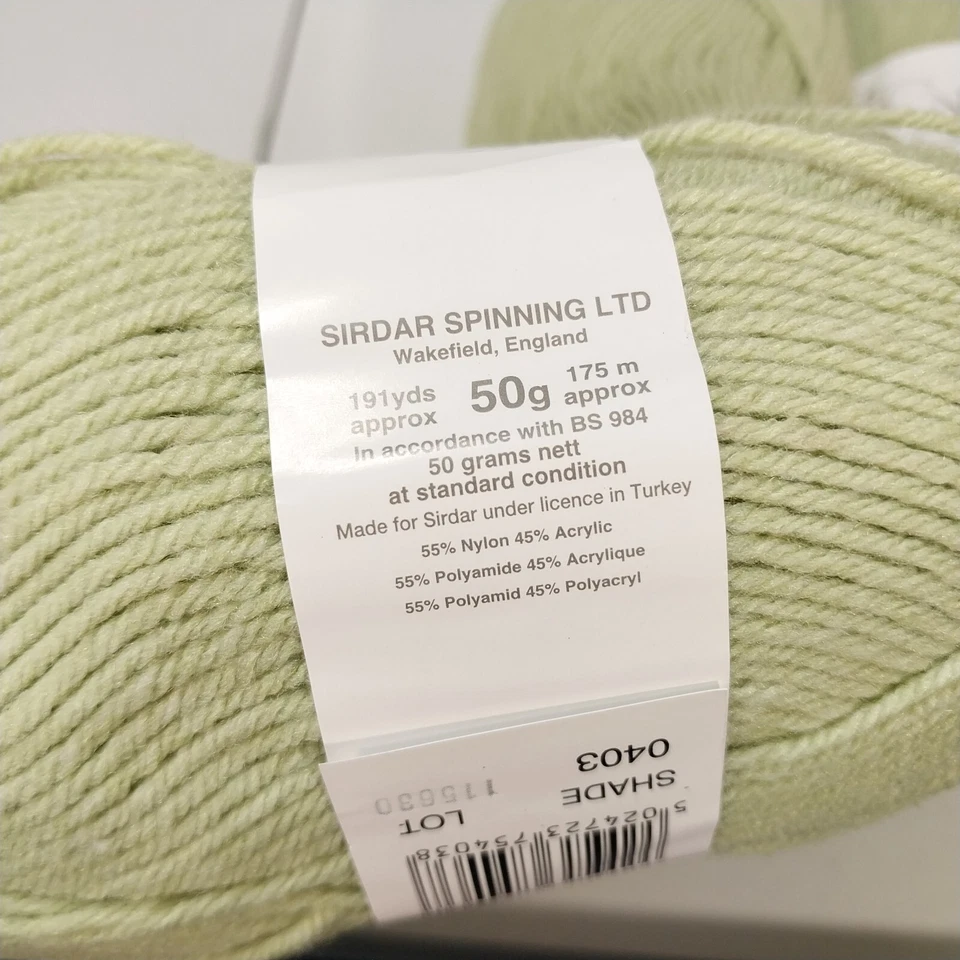 SIRDAR SPINNING LTD
Wakefield, England
191yds approx 50g 175 m approx
In accordance with BS 984
50 grams nett
at standard condition
Made for Sirdar under licence in Turkey
55% Nylon 45% Acrylic
55% Polyamide 45% Acrylique
55% Polyamid 45% Polyacryl
5 024723 754038
SHADE LOT
0403 115630